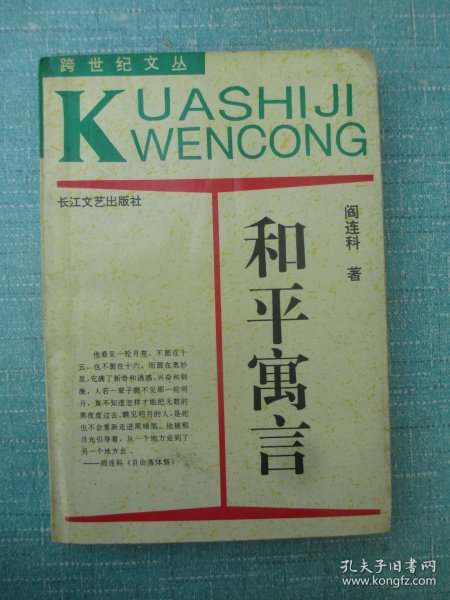 跨世纪文丛
KUASHIJI
WENCONG
长江文艺出版社
阎连科 著
和平寓言
他看见一轮月亮，不圆在十
五，也不圆在十六，而圆在奥妙
里，充满了新奇和诱惑，兴奋和刺
激，人若一辈子瞧不见那一轮明
月，真不知道怎样才能把无数的
黑夜度过去。瞧见明月的人，是死
也不会重新走进黑暗里。他被那
月光引导着，从一个地方走到了
另一个地方去。
——阎连科《自由落体祭》
孔夫子旧书网
www.kongfz.com